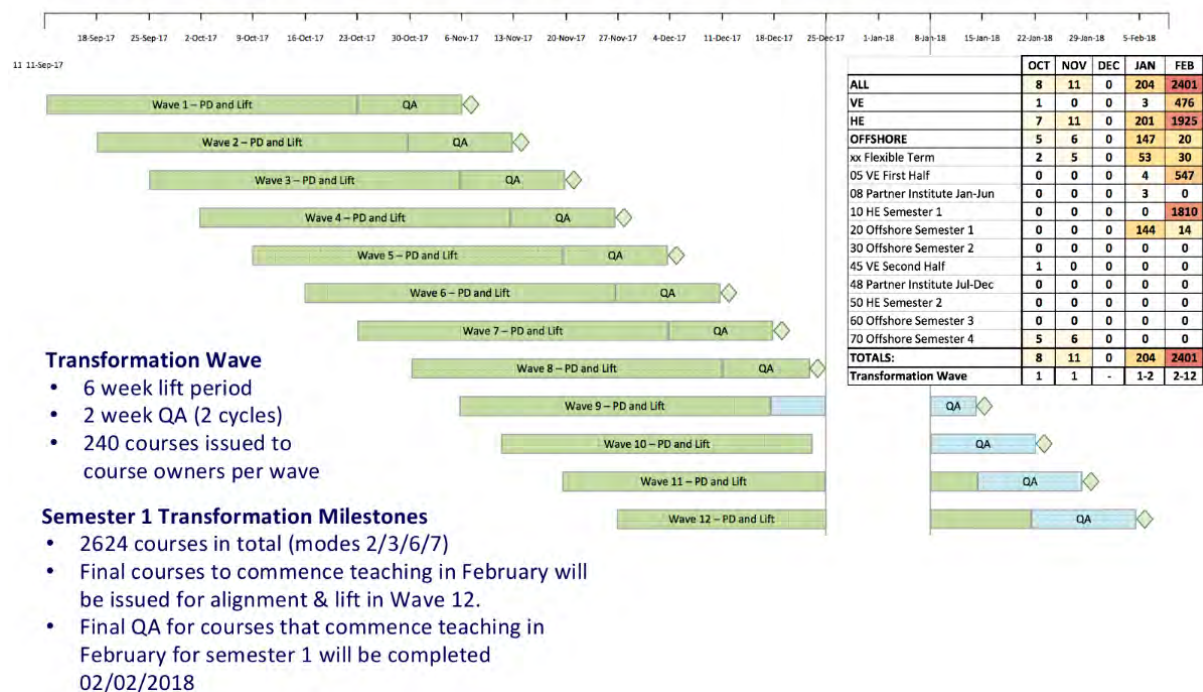 18-Sep-17 25-Sep-17 2-Oct-17 9-Oct-17 16-Oct-17 23-Oct-17 30-Oct-17 6-Nov-17 13-Nov-17 20-Nov-17 27-Nov-17 4-Dec-17 11-Dec-17 18-Dec-17 25-Dec-17 1-Jan-18 8-Jan-18 15-Jan-18 22-Jan-18 29-Jan-18 5-Feb-18
11 11-Sep-17
Wave 1 – PD and Lift QA
Wave 2 – PD and Lift QA
Wave 3 – PD and Lift QA
Wave 4 – PD and Lift QA
Wave 5 – PD and Lift QA
Wave 6 – PD and Lift QA
Wave 7 – PD and Lift QA
Wave 8 – PD and Lift QA
Wave 9 – PD and Lift QA
Wave 10 – PD and Lift QA
Wave 11 – PD and Lift QA
Wave 12 – PD and Lift QA
OCT NOV DEC JAN FEB
ALL 8 11 0 204 2401
VE 1 0 0 3 476
HE 7 11 0 201 1925
OFFSHORE 5 6 0 147 20
xx Flexible Term 2 5 0 53 30
05 VE First Half 0 0 0 4 547
08 Partner Institute Jan-Jun 0 0 0 3 0
10 HE Semester 1 0 0 0 0 1810
20 Offshore Semester 1 0 0 0 144 14
30 Offshore Semester 2 0 0 0 0 0
45 VE Second Half 1 0 0 0 0
48 Partner Institute Jul-Dec 0 0 0 0 0
50 HE Semester 2 0 0 0 0 0
60 Offshore Semester 3 0 0 0 0 0
70 Offshore Semester 4 5 6 0 0 0
TOTALS: 8 11 0 204 2401
Transformation Wave 1 1 - 1-2 2-12
Transformation Wave
• 6 week lift period
• 2 week QA (2 cycles)
• 240 courses issued to
course owners per wave
Semester 1 Transformation Milestones
• 2624 courses in total (modes 2/3/6/7)
• Final courses to commence teaching in February will
be issued for alignment & lift in Wave 12.
• Final QA for courses that commence teaching in
February for semester 1 will be completed
02/02/2018